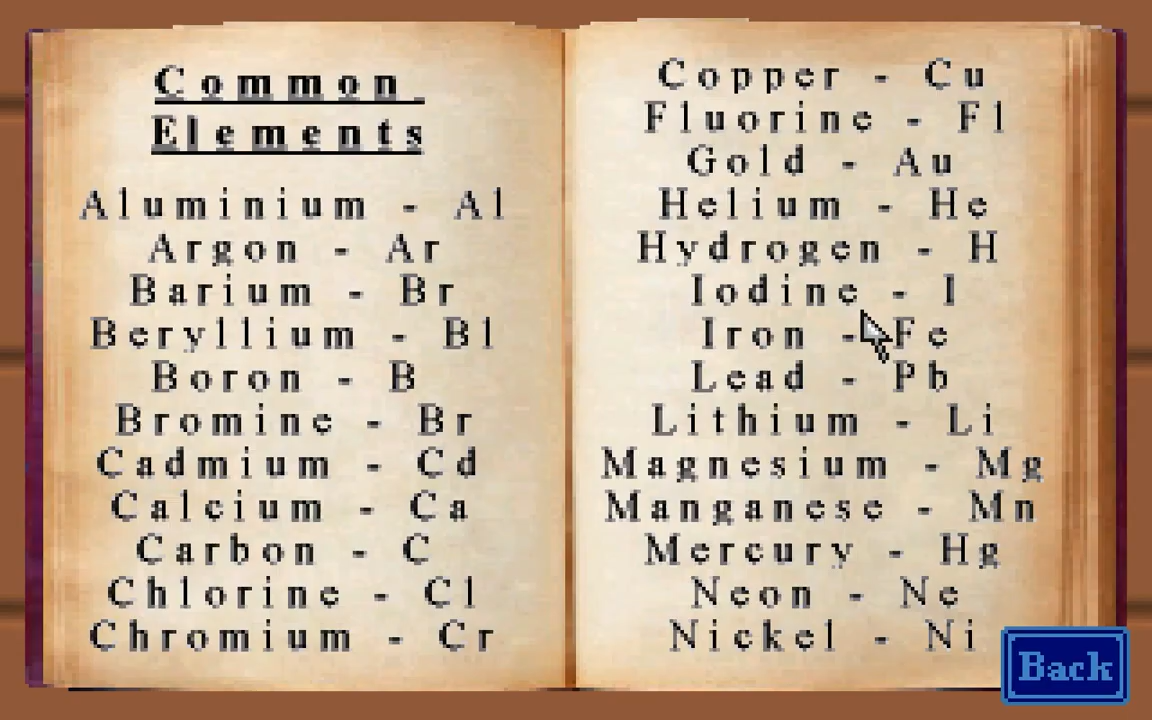 Common
Elements
Aluminium - Al
Argon - Ar
Barium - Br
Beryllium - Bl
Boron - B
Bromine - Br
Cadmium - Cd
Calcium - Ca
Carbon - C
Chlorine - Cl
Chromium - Cr
Copper - Cu
Fluorine - Fl
Gold - Au
Helium - He
Hydrogen - H
Iodine - I
Iron - Fe
Lead - Pb
Lithium - Li
Magnesium - Mg
Manganese - Mn
Mercury - Hg
Neon - Ne
Nickel - Ni
Back